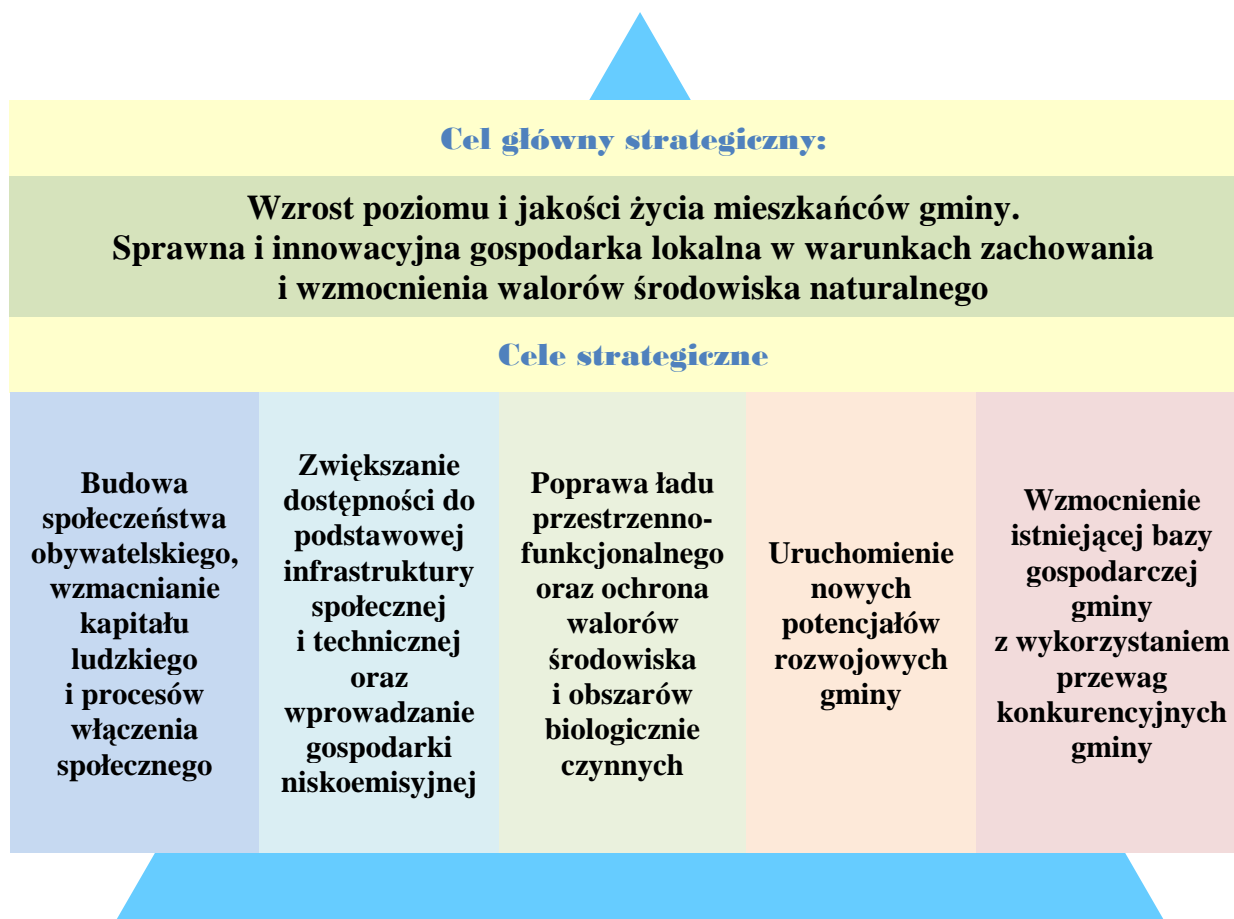 Cel główny strategiczny:
Wzrost poziomu i jakości życia mieszkańców gminy.
Sprawna i innowacyjna gospodarka lokalna w warunkach zachowania
i wzmocnienia walorów środowiska naturalnego
Cele strategiczne
Budowa
społeczeństwa
obywatelskiego,
wzmacnianie
kapitału
ludzkiego
i procesów
włączenia
społecznego
Zwiększanie
dostępności do
podstawowej
infrastruktury
społecznej
i technicznej
oraz
wprowadzanie
gospodarki
niskoemisyjnej
Poprawa ładu
przestrzenno-
funkcjonalnego
oraz ochrona
walorów
środowiska
i obszarów
biologicznie
czynnych
Uruchomienie
nowych
potencjałów
rozwojowych
gminy
Wzmocnienie
istniejącej bazy
gospodarczej
gminy
z wykorzystaniem
przewag
konkurencyjnych
gminy